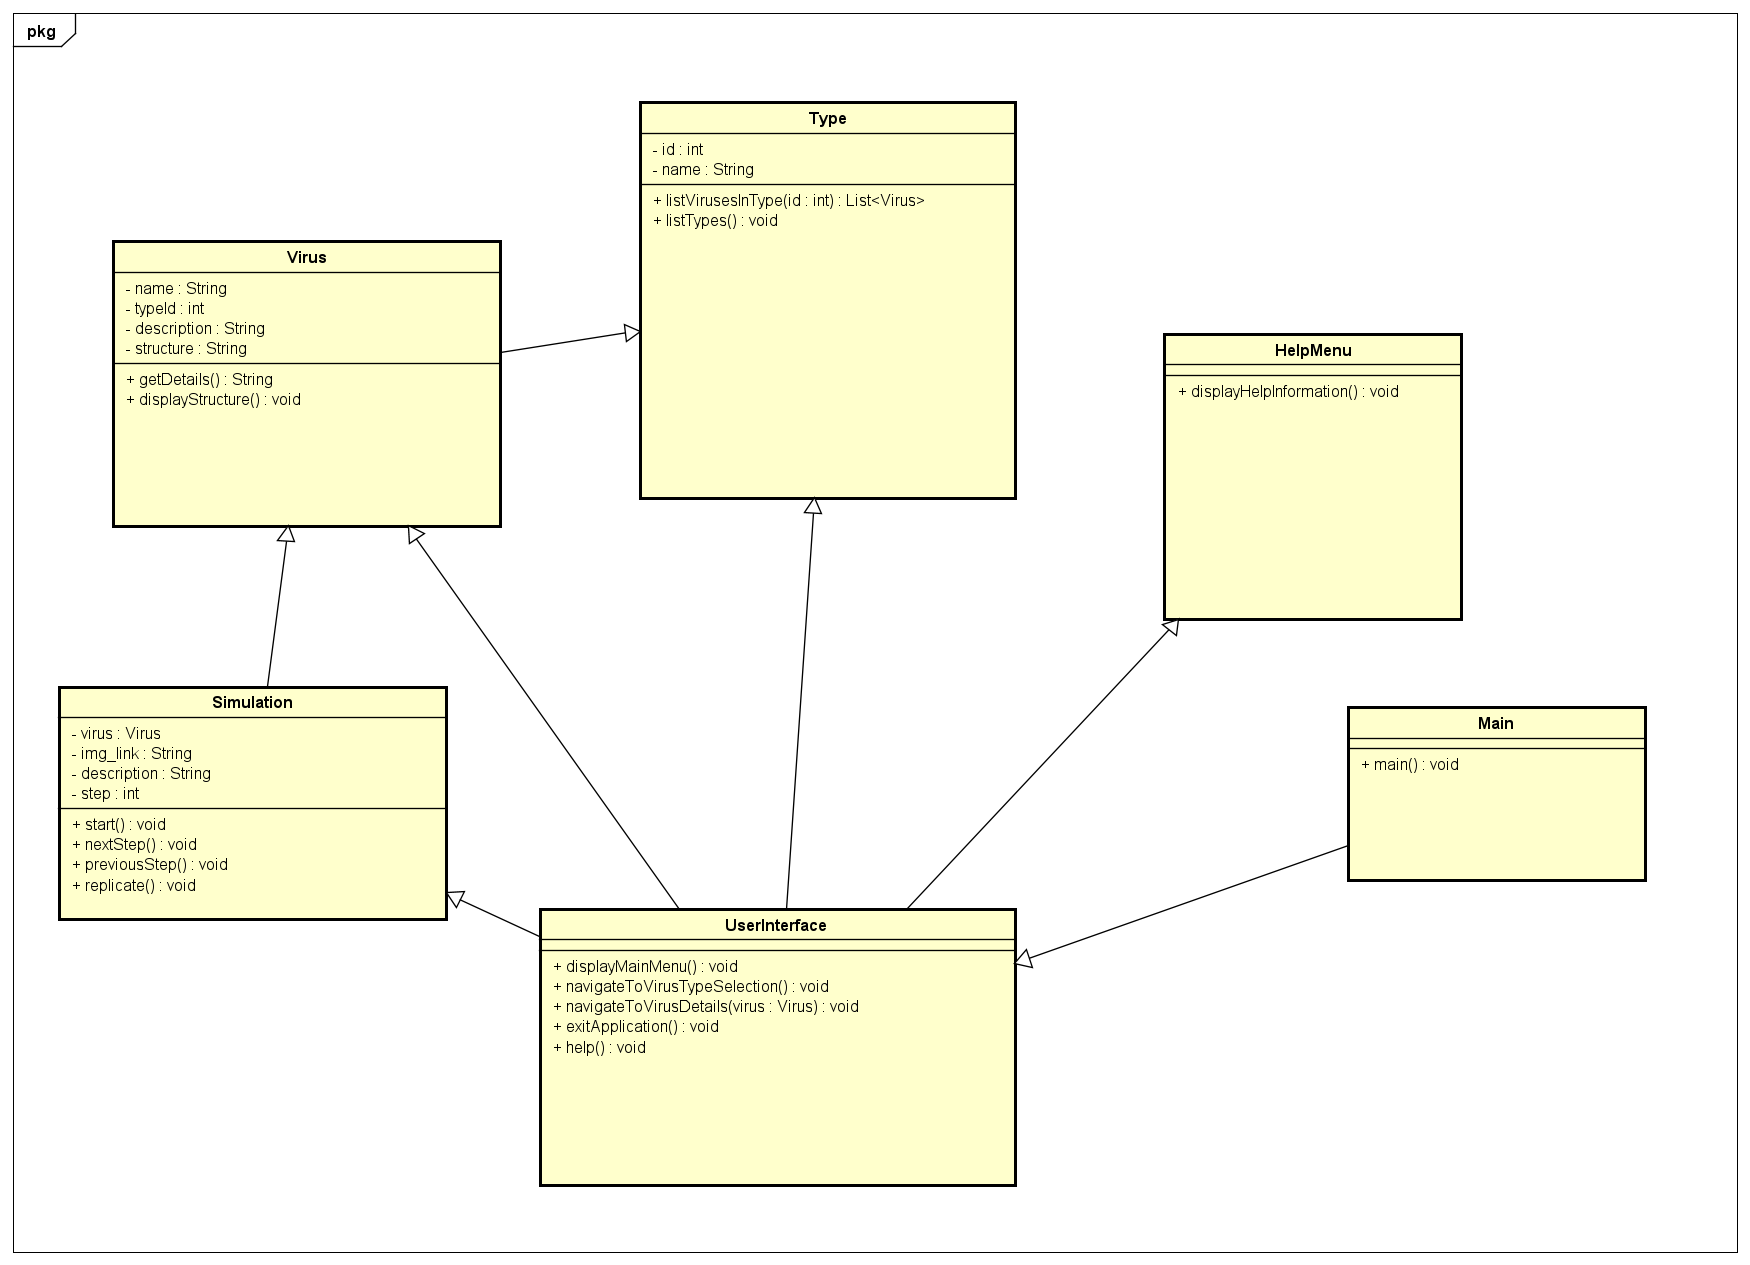 pkg
Type
- id : int
- name : String
+ listVirusesInType(id : int) : List<Virus>
+ listTypes() : void
Virus
- name : String
- typeId : int
- description : String
- structure : String
+ getDetails() : String
+ displayStructure() : void
HelpMenu
+ displayHelpInformation() : void
Simulation
- virus : Virus
- img_link : String
- description : String
- step : int
+ start() : void
+ nextStep() : void
+ previousStep() : void
+ replicate() : void
Main
+ main() : void
UserInterface
+ displayMainMenu() : void
+ navigateToVirusTypeSelection() : void
+ navigateToVirusDetails(virus : Virus) : void
+ exitApplication() : void
+ help() : void